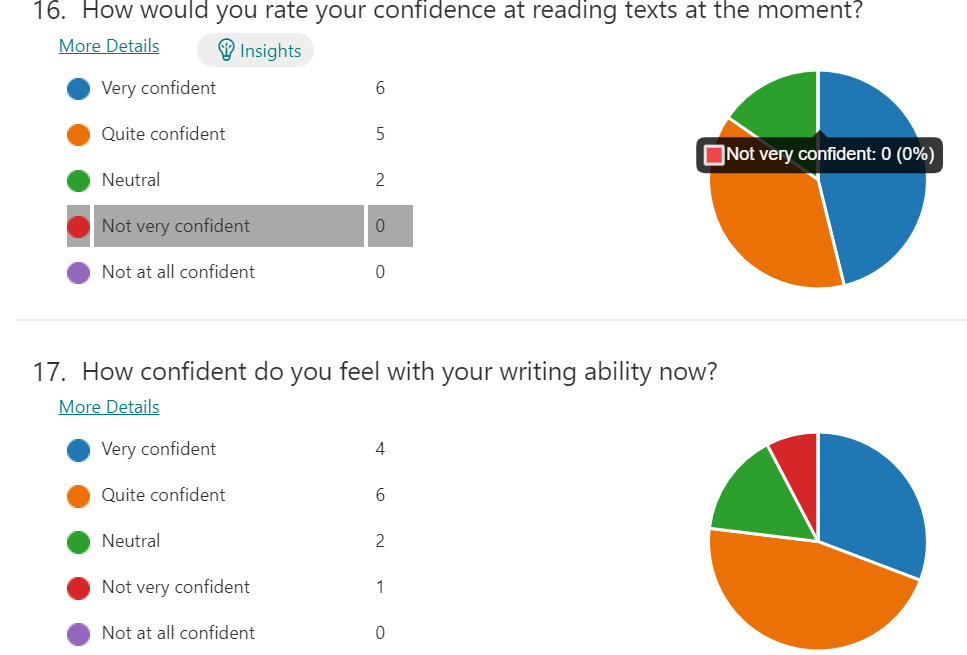 16. How would you rate your confidence at reading texts at the moment?
More Details
Insights
Very confident 6
Quite confident 5
Neutral 2
Not very confident 0
Not at all confident 0
Not very confident: 0 (0%)
17. How confident do you feel with your writing ability now?
More Details
Very confident 4
Quite confident 6
Neutral 2
Not very confident 1
Not at all confident 0